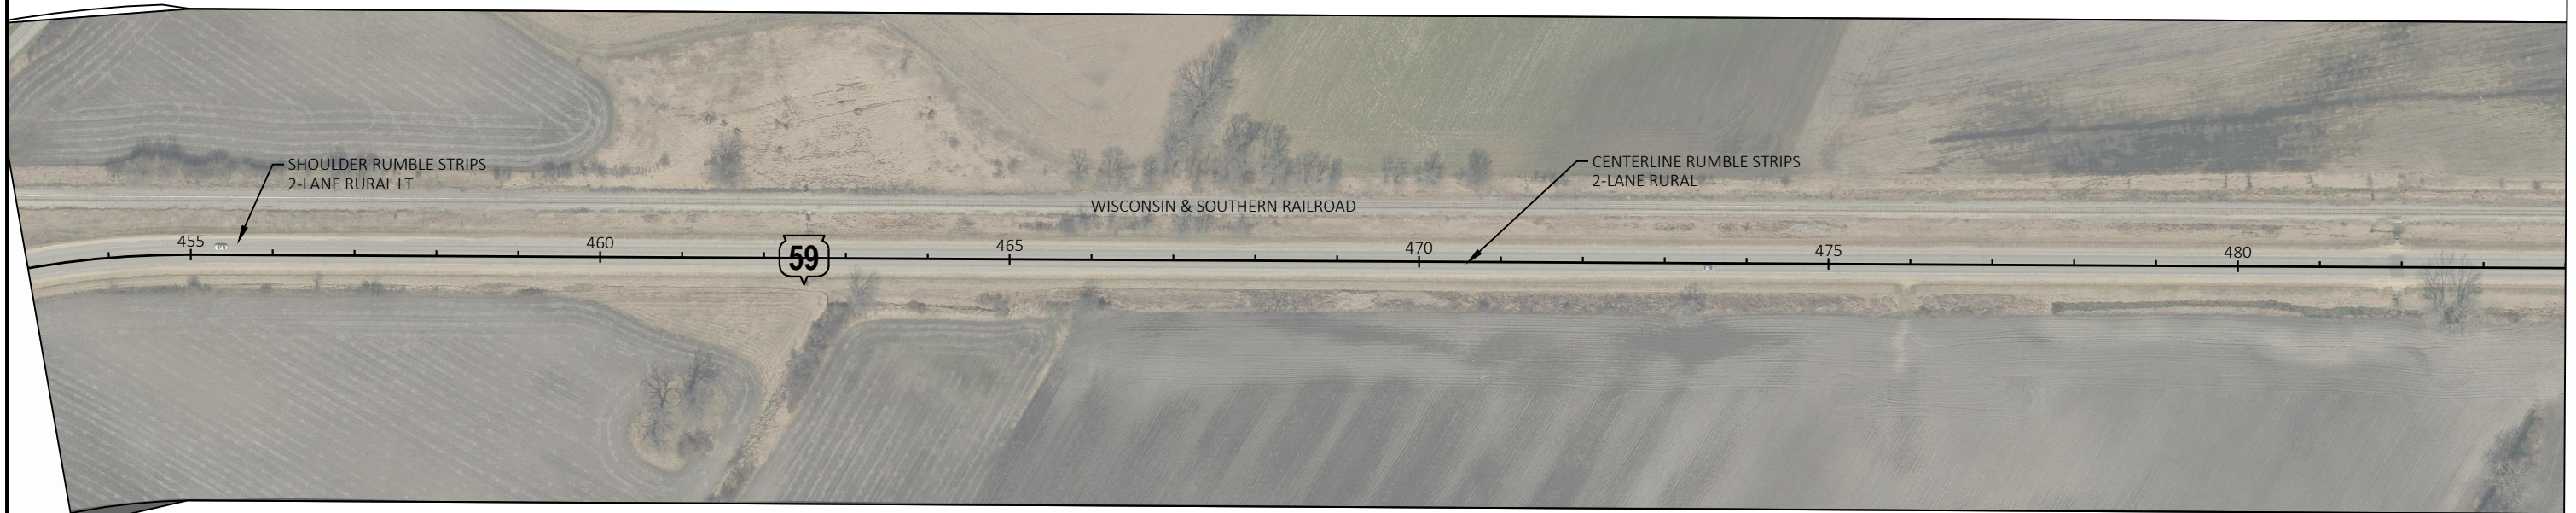 SHOULDER RUMBLE STRIPS
2-LANE RURAL LT
CENTERLINE RUMBLE STRIPS
2-LANE RURAL
WISCONSIN & SOUTHERN RAILROAD
455
460
59
465
470
475
480